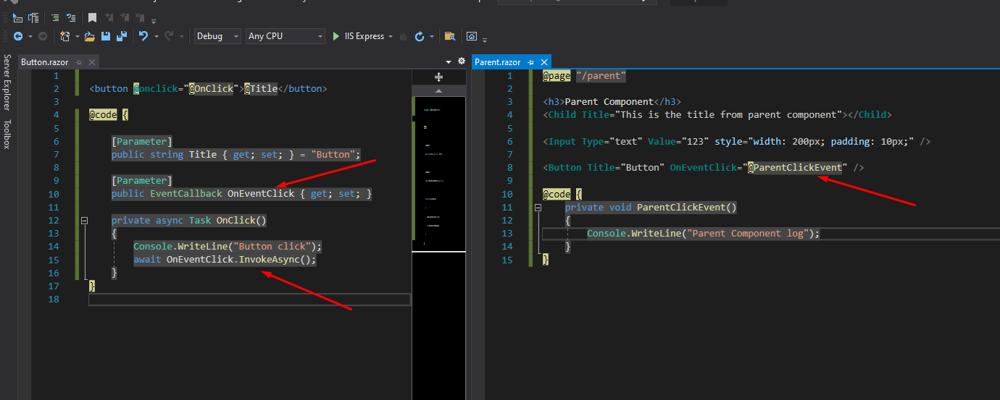 Debug
Any CPU
IIS Express
Server Explorer
Toolbox
Button.razor
1
2 <button @onclick="@OnClick">@Title</button>
3
4 @code {
5
6 [Parameter]
7 public string Title { get; set; } = "Button";
8
9 [Parameter]
10 public EventCallback OnEventClick { get; set; }
11
12 private async Task OnClick()
13 {
14 Console.WriteLine("Button click");
15 await OnEventClick.InvokeAsync();
16 }
17 }
18
Parent.razor
1 @page "/parent"
2
3 <h3>Parent Component</h3>
4 <Child Title="This is the title from parent component"></Child>
5
6 <Input Type="text" Value="123" style="width: 200px; padding: 10px;" />
7
8 <Button Title="Button" OnEventClick="@ParentClickEvent" />
9
10 @code {
11 private void ParentClickEvent()
12 {
13 Console.WriteLine("Parent Component log");
14 }
15 }